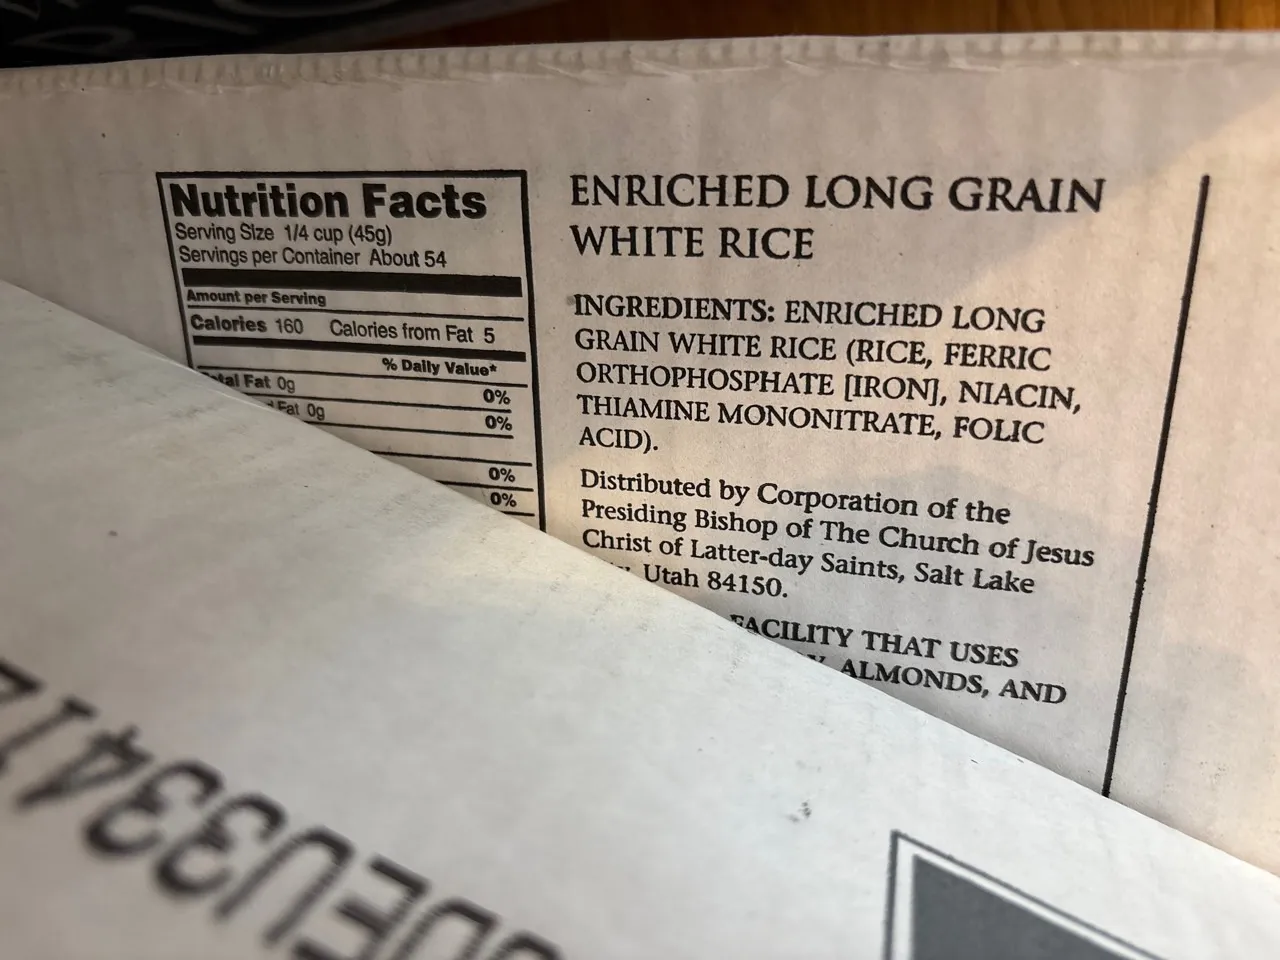 Nutrition Facts
Serving Size 1/4 cup (45g)
Servings per Container About 54
Amount per Serving
Calories 160 Calories from Fat 5
% Daily Value*
Fat 0g 0%
Fat 0g 0%
0%
0%
ENRICHED LONG GRAIN
WHITE RICE
INGREDIENTS: ENRICHED LONG
GRAIN WHITE RICE (RICE, FERRIC
ORTHOPHOSPHATE [IRON], NIACIN,
THIAMINE MONONITRATE, FOLIC
ACID).
Distributed by Corporation of the
Presiding Bishop of The Church of Jesus
Christ of Latter-day Saints, Salt Lake
Utah 84150.
FACILITY THAT USES
ALMONDS, AND